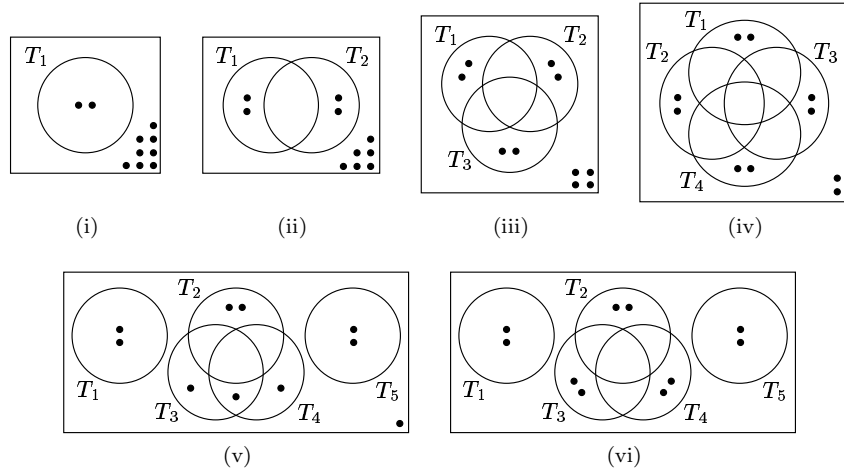 T₁
(i)
T₁ T₂
(ii)
T₁ T₂
T₃
(iii)
T₁
T₂ T₃
T₄
(iv)
T₂
T₁ T₃ T₄ T₅
(v)
T₂
T₁ T₃ T₄ T₅
(vi)